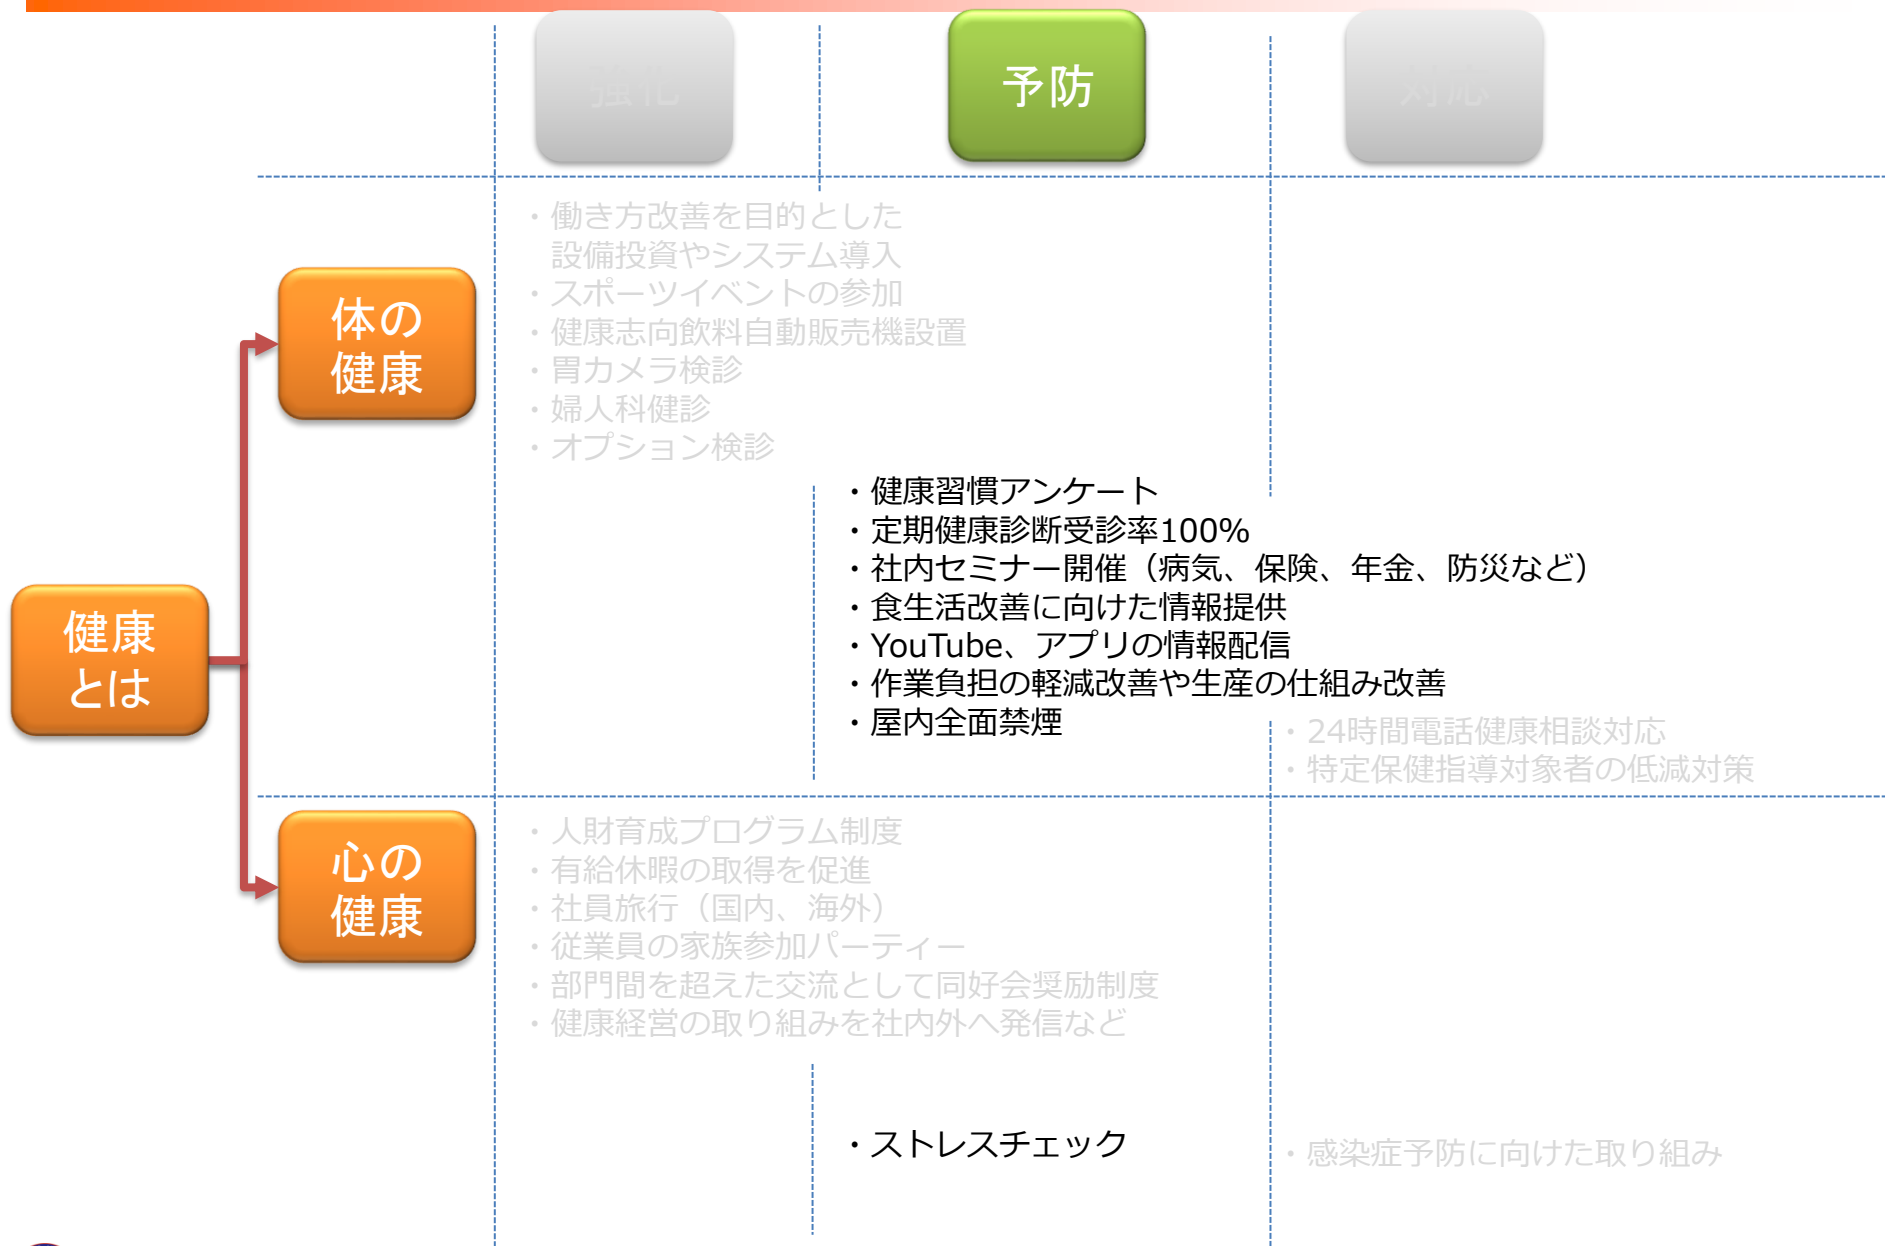 強化
予防
対応
体の
健康
・働き方改善を目的とした
設備投資やシステム導入
・スポーツイベントの参加
・健康志向飲料自動販売機設置
・胃カメラ検診
・婦人科健診
・オプション検診
・健康習慣アンケート
・定期健康診断受診率100%
・社内セミナー開催（病気、保険、年金、防災など）
・食生活改善に向けた情報提供
・YouTube、アプリの情報配信
・作業負担の軽減改善や生産の仕組み改善
・屋内全面禁煙
・24時間電話健康相談対応
・特定保健指導対象者の低減対策
健康
とは
心の
健康
・人財育成プログラム制度
・有給休暇の取得を促進
・社員旅行（国内、海外）
・従業員の家族参加パーティー
・部門間を超えた交流として同好会奨励制度
・健康経営の取り組みを社内外へ発信など
・ストレスチェック
・感染症予防に向けた取り組み